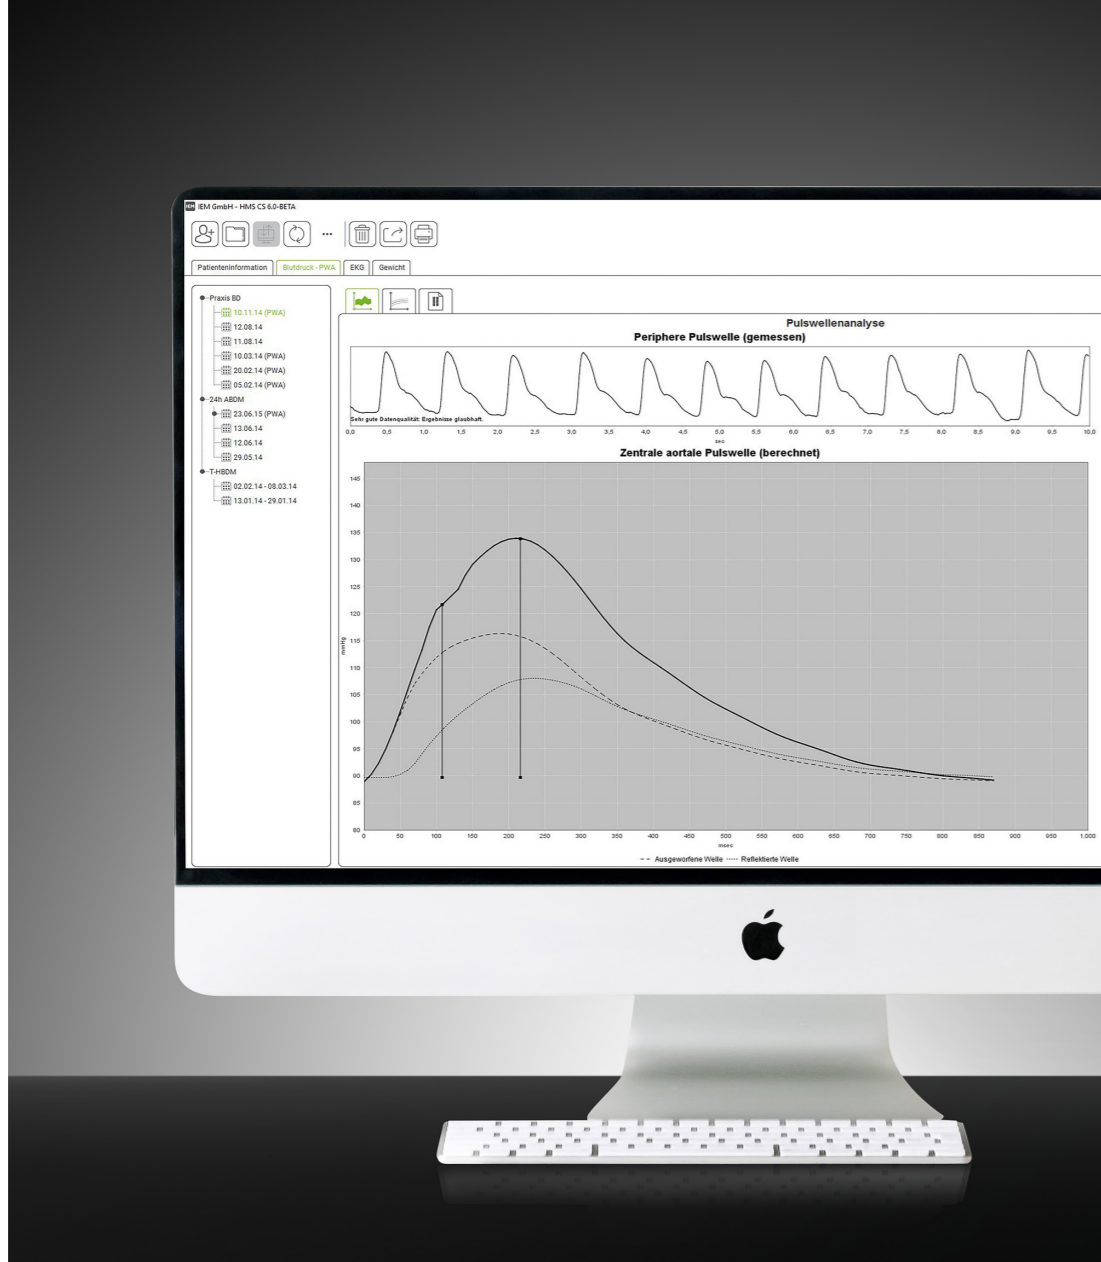 IEM IEM GmbH - HMS CS 6.0-BETA
...
Patienteninformation Blutdruck - PWA EKG Gewicht
Praxis BD
10.11.14 (PWA)
12.08.14
11.08.14
10.03.14 (PWA)
20.02.14 (PWA)
05.02.14 (PWA)
24h ABDM
23.06.15 (PWA)
13.06.14
12.06.14
29.05.14
T-HBDM
02.02.14 - 08.03.14
13.01.14 - 29.01.14
Pulswellenanalyse
Periphere Pulswelle (gemessen)
Sehr gute Datenqualität: Ergebnisse glaubhaft.
0,0 0,5 1,0 1,5 2,0 2,5 3,0 3,5 4,0 4,5 5,0 5,5 6,0 6,5 7,0 7,5 8,0 8,5 9,0 9,5 10,0
sec
Zentrale aortale Pulswelle (berechnet)
145
140
135
130
125
120
115
mmHg
110
105
100
95
90
85
80
0 50 100 150 200 250 300 350 400 450 500 550 600 650 700 750 800 850 900 950 1.000
msec
-- Ausgeworfene Welle ---- Reflektierte Welle